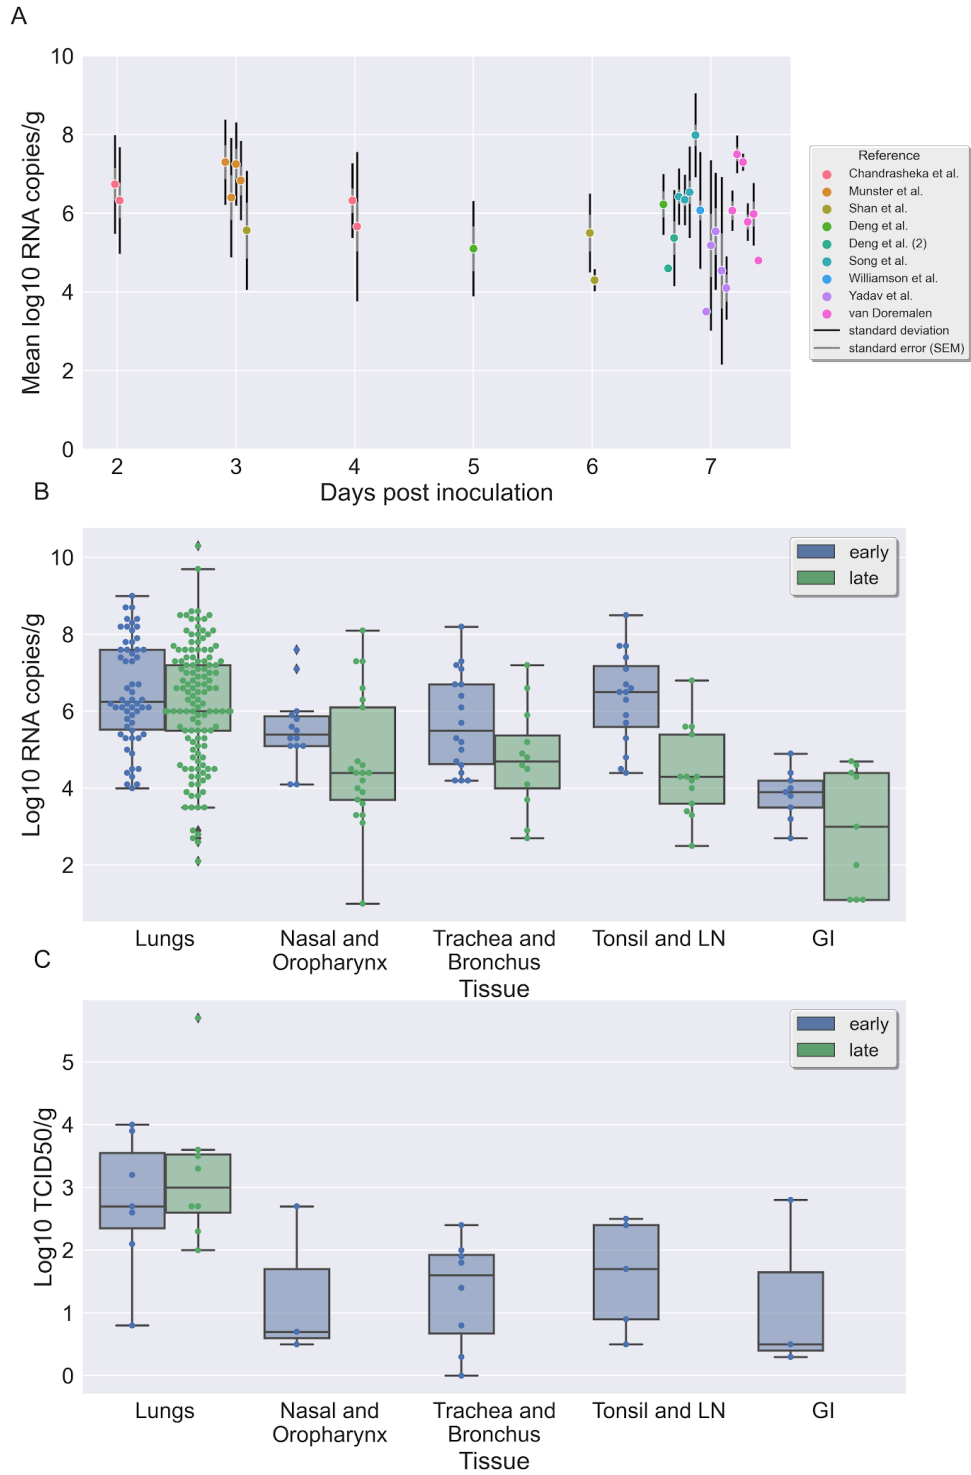 A
Mean log10 RNA copies/g
10
8
6
4
2
0
2 3 4 5 6 7
Days post inoculation
Reference
Chandrasheka et al.
Munster et al.
Shan et al.
Deng et al.
Deng et al. (2)
Song et al.
Williamson et al.
Yadav et al.
van Doremalen
standard deviation
standard error (SEM)
B
Log10 RNA copies/g
10
8
6
4
2
early
late
Lungs
Nasal and
Oropharynx
Trachea and
Bronchus
Tonsil and LN
GI
Tissue
C
Log10 TCID50/g
5
4
3
2
1
0
early
late
Lungs
Nasal and
Oropharynx
Trachea and
Bronchus
Tonsil and LN
GI
Tissue